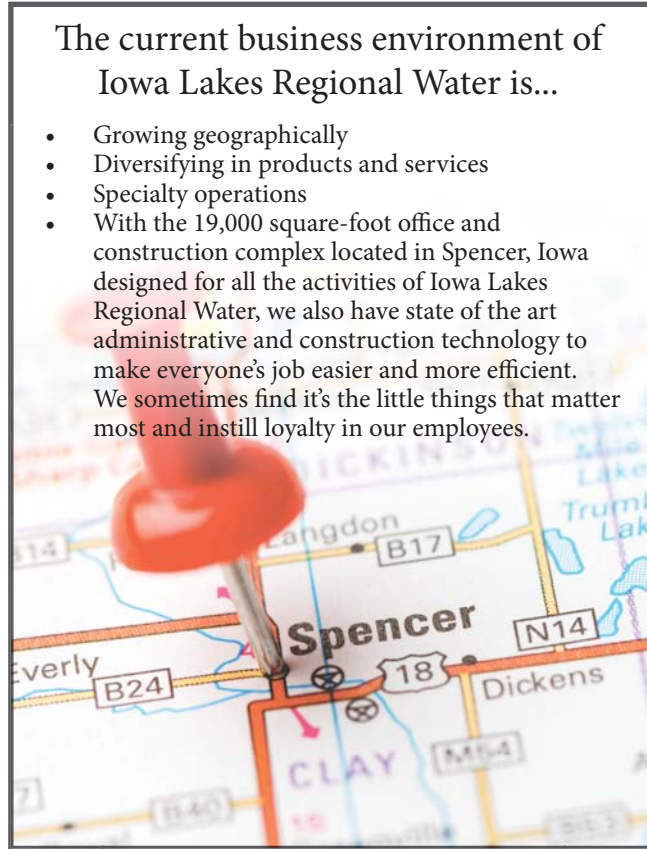 The current business environment of
Iowa Lakes Regional Water is...
• Growing geographically
• Diversifying in products and services
• Specialty operations
• With the 19,000 square-foot office and
construction complex located in Spencer, Iowa
designed for all the activities of Iowa Lakes
Regional Water, we also have state of the art
administrative and construction technology to
make everyone's job easier and more efficient.
We sometimes find it's the little things that matter
most and instill loyalty in our employees.
DICKINSON
Lake
Trumb
Lak
Langdon
B17
B14
Spencer
N14
Everly
B24
18
Dickens
CLAY
M54
B40
15
B53